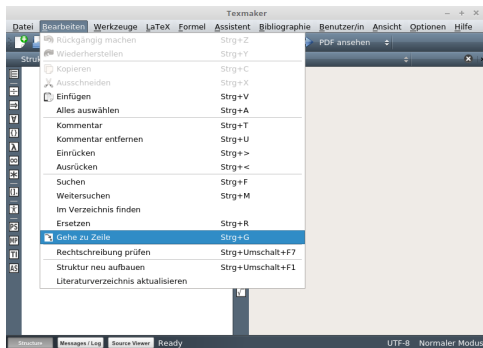 Texmaker
Datei Bearbeiten Werkzeuge LaTeX Formel Assistent Bibliographie Benutzer/in Ansicht Optionen Hilfe
Rückgängig machen Strg+Z
Wiederherstellen Strg+Y
PDF ansehen
Kopieren Strg+C
Ausschneiden Strg+X
Einfügen Strg+V
Alles auswählen Strg+A
Kommentar Strg+T
Kommentar entfernen Strg+U
Einrücken Strg+>
Ausrücken Strg+<
Suchen Strg+F
Weitersuchen Strg+M
Im Verzeichnis finden
Ersetzen Strg+R
Gehe zu Zeile Strg+G
Rechtschreibung prüfen Strg+Umschalt+F7
Struktur neu aufbauen Strg+Umschalt+F1
Literaturverzeichnis aktualisieren
Structure Messages / Log Source Viewer Ready UTF-8 Normaler Modus